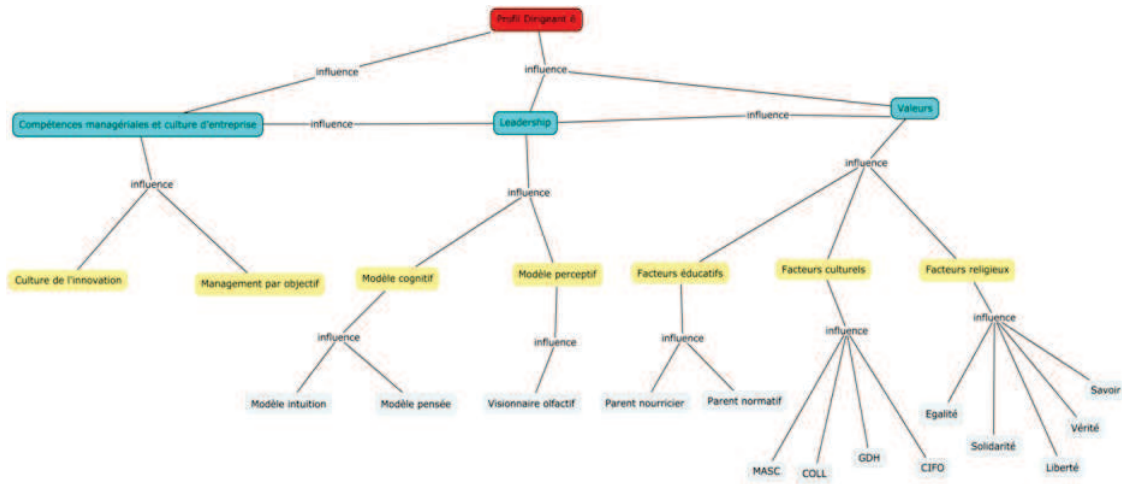 Profil Dirigeant 6
influence
influence
Compétences managériales et culture d'entreprise
influence
Leadership
influence
Valeurs
influence
influence
influence
Culture de l'innovation
Management par objectif
Modèle cognitif
Modèle perceptif
Facteurs éducatifs
Facteurs culturels
Facteurs religieux
influence
influence
influence
influence
influence
Modèle intuition
Modèle pensée
Visionnaire olfactif
Parent nourricier
Parent normatif
MASC
COLL
GDH
CIFO
Egalité
Solidarité
Liberté
Vérité
Savoir